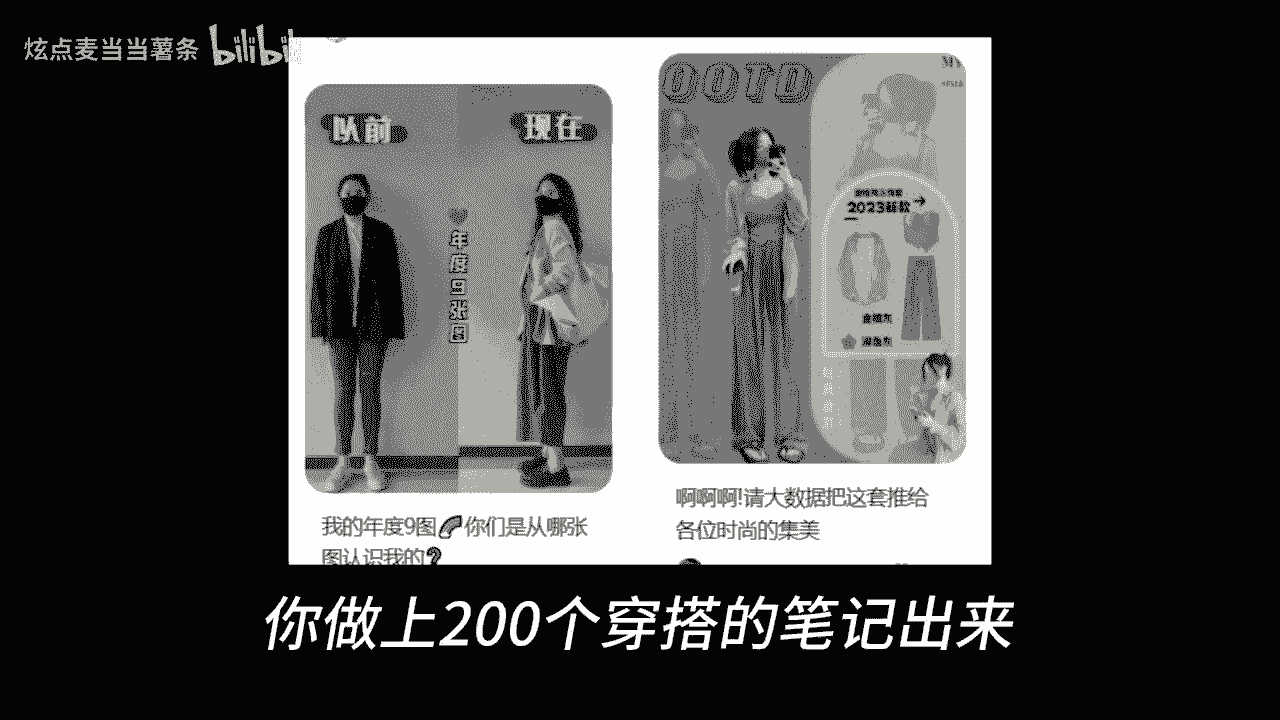 炫点麦当当薯条 bilibili
以前
现在
年度9张图
我的年度9图 你们是从哪张
图认识我的?
OOTD
MY
2023新款
啊啊啊!请大数据把这套推给
各位时尚的集美
你做上200个穿搭的笔记出来